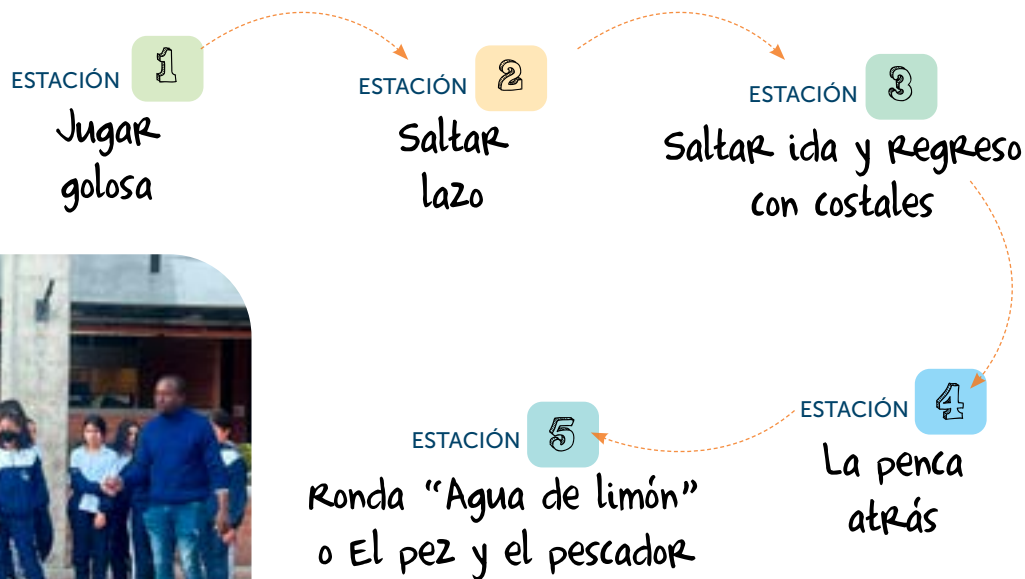 ESTACIÓN 1
Jugar
golosa
ESTACIÓN 2
Saltar
lazo
ESTACIÓN 3
Saltar ida y regreso
con costales
ESTACIÓN 4
La penca
atrás
ESTACIÓN 5
Ronda “Agua de limón”
o El pez y el pescador